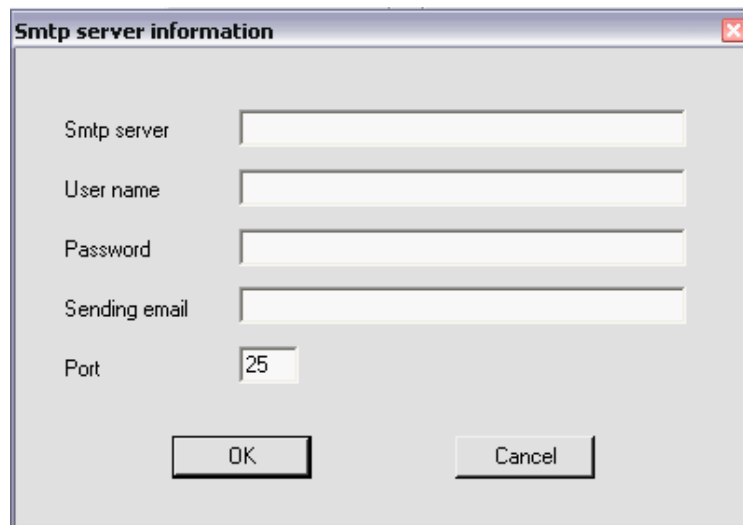 Smtp server information
Smtp server
User name
Password
Sending email
Port 25
OK Cancel